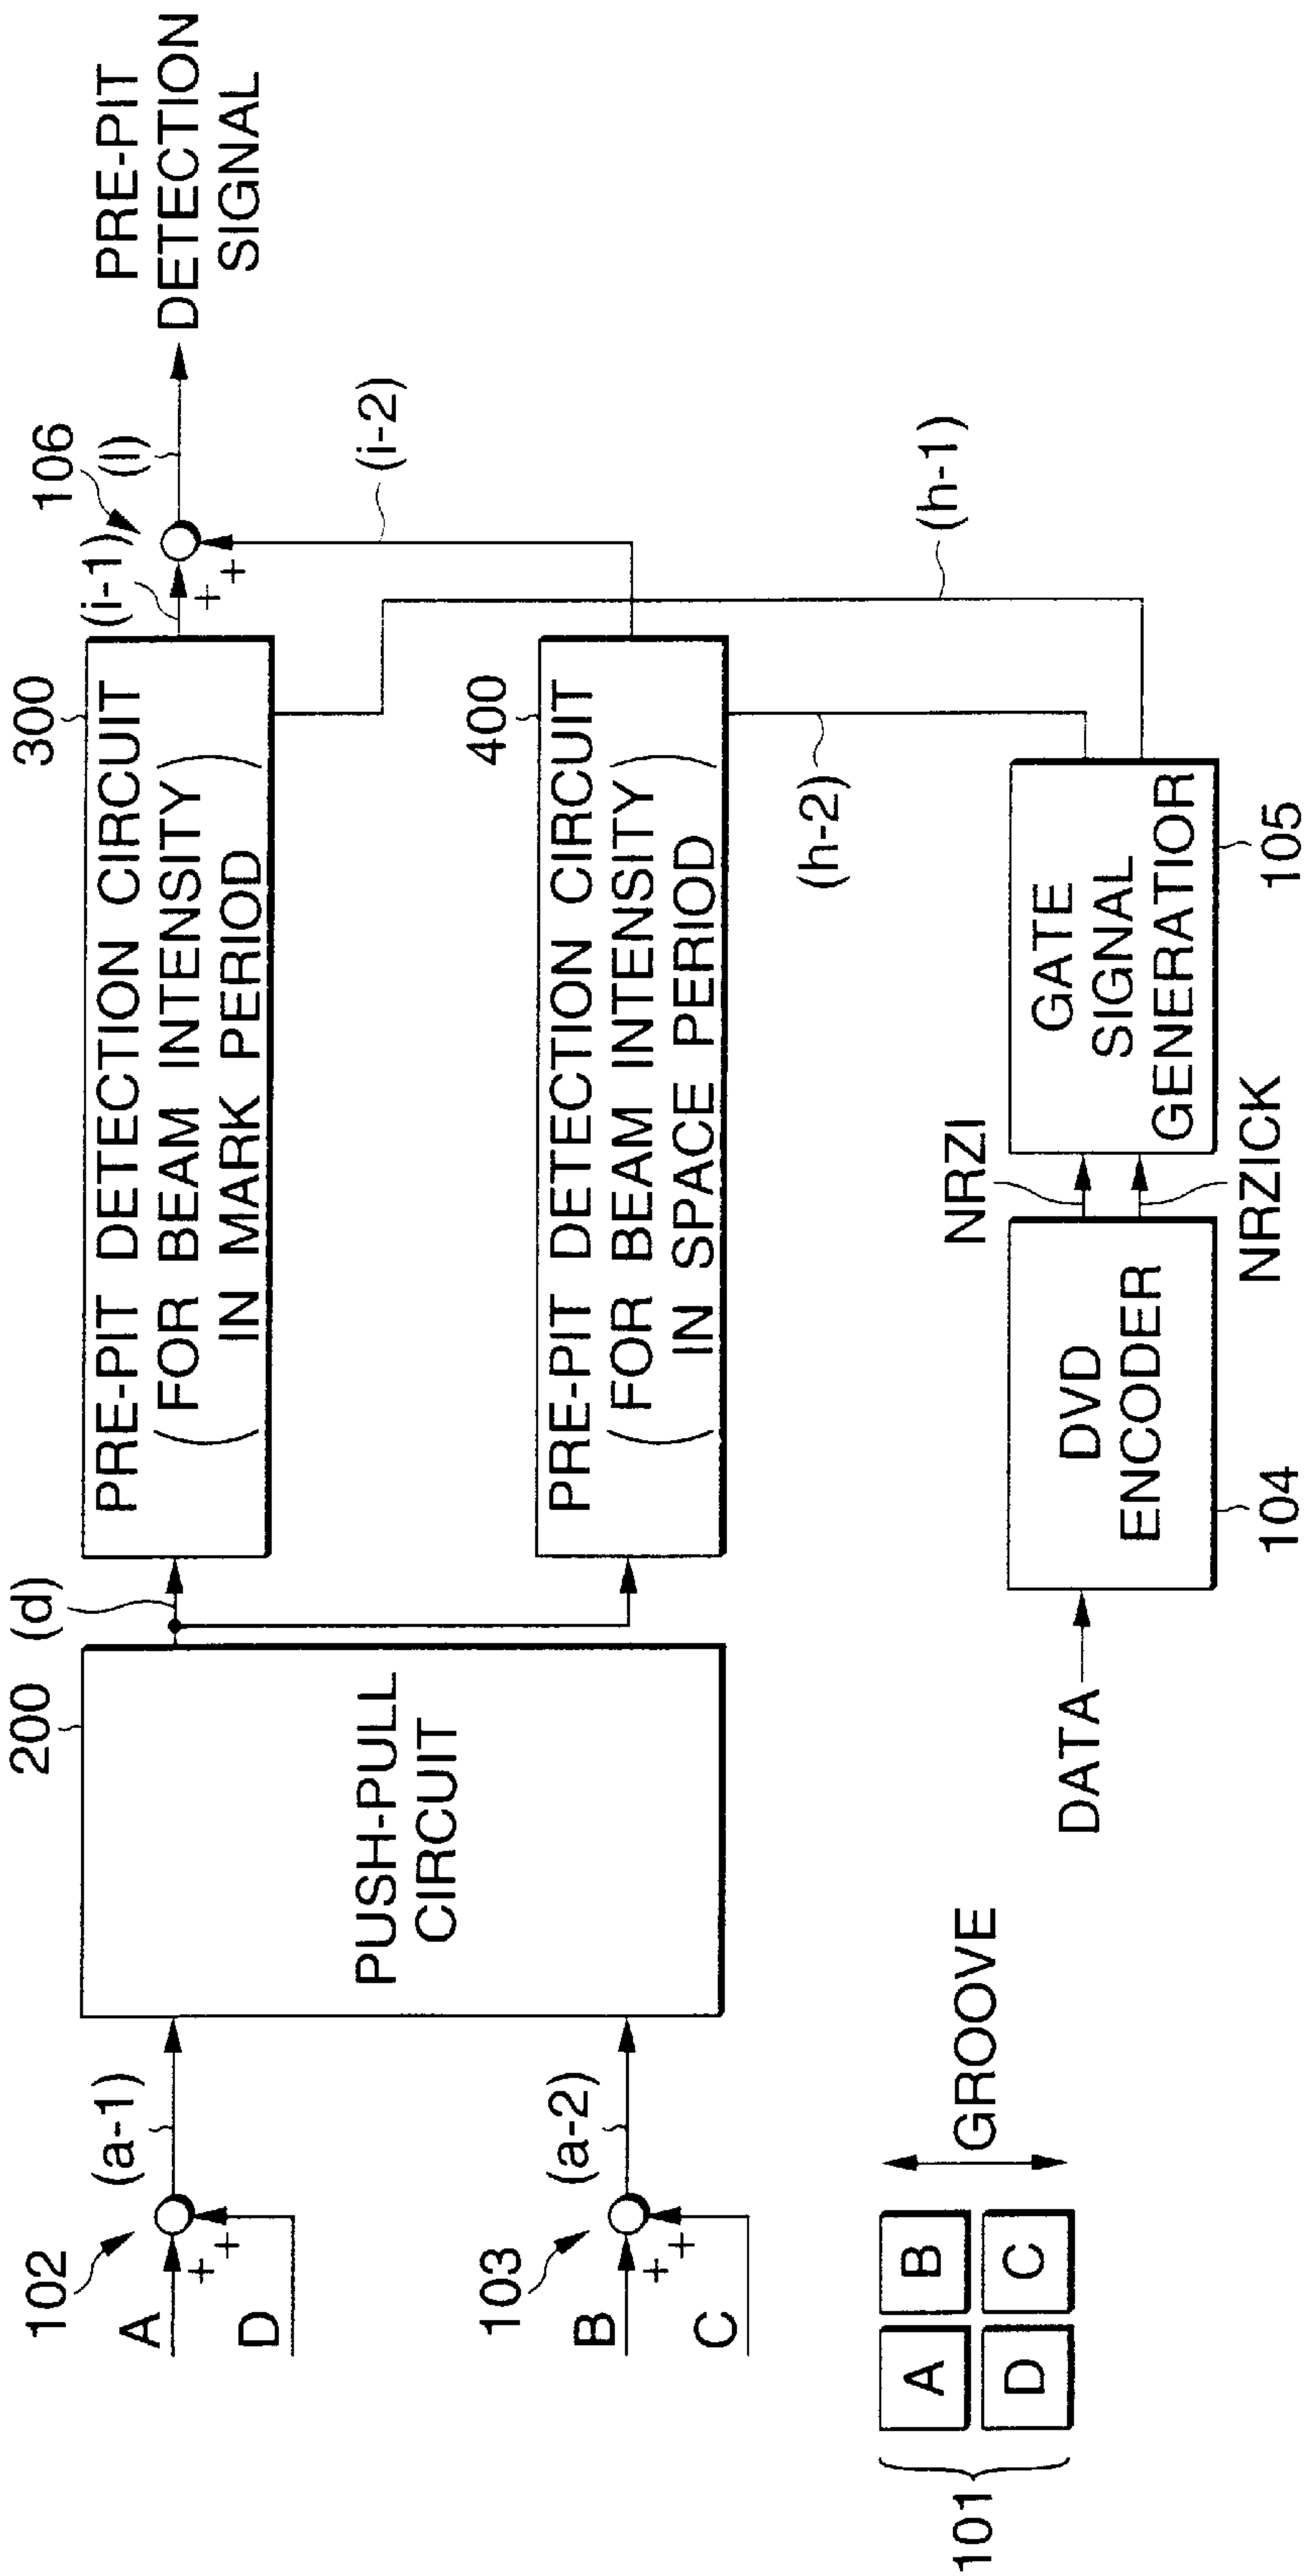 102
A
D
(a-1)
103
B
C
(a-2)
200
PUSH-PULL
CIRCUIT
(d)
300
PRE-PIT DETECTION CIRCUIT
(FOR BEAM INTENSITY
IN MARK PERIOD)
(i-1)
+
+
106
(I)
PRE-PIT
DETECTION
SIGNAL
(i-2)
400
PRE-PIT DETECTION CIRCUIT
(FOR BEAM INTENSITY
IN SPACE PERIOD)
(h-1)
(h-2)
101
A
B
D
C
GROOVE
DATA
DVD
ENCODER
104
NRZI
NRZICK
GATE
SIGNAL
GENERATIOR
105
+
+
+
+